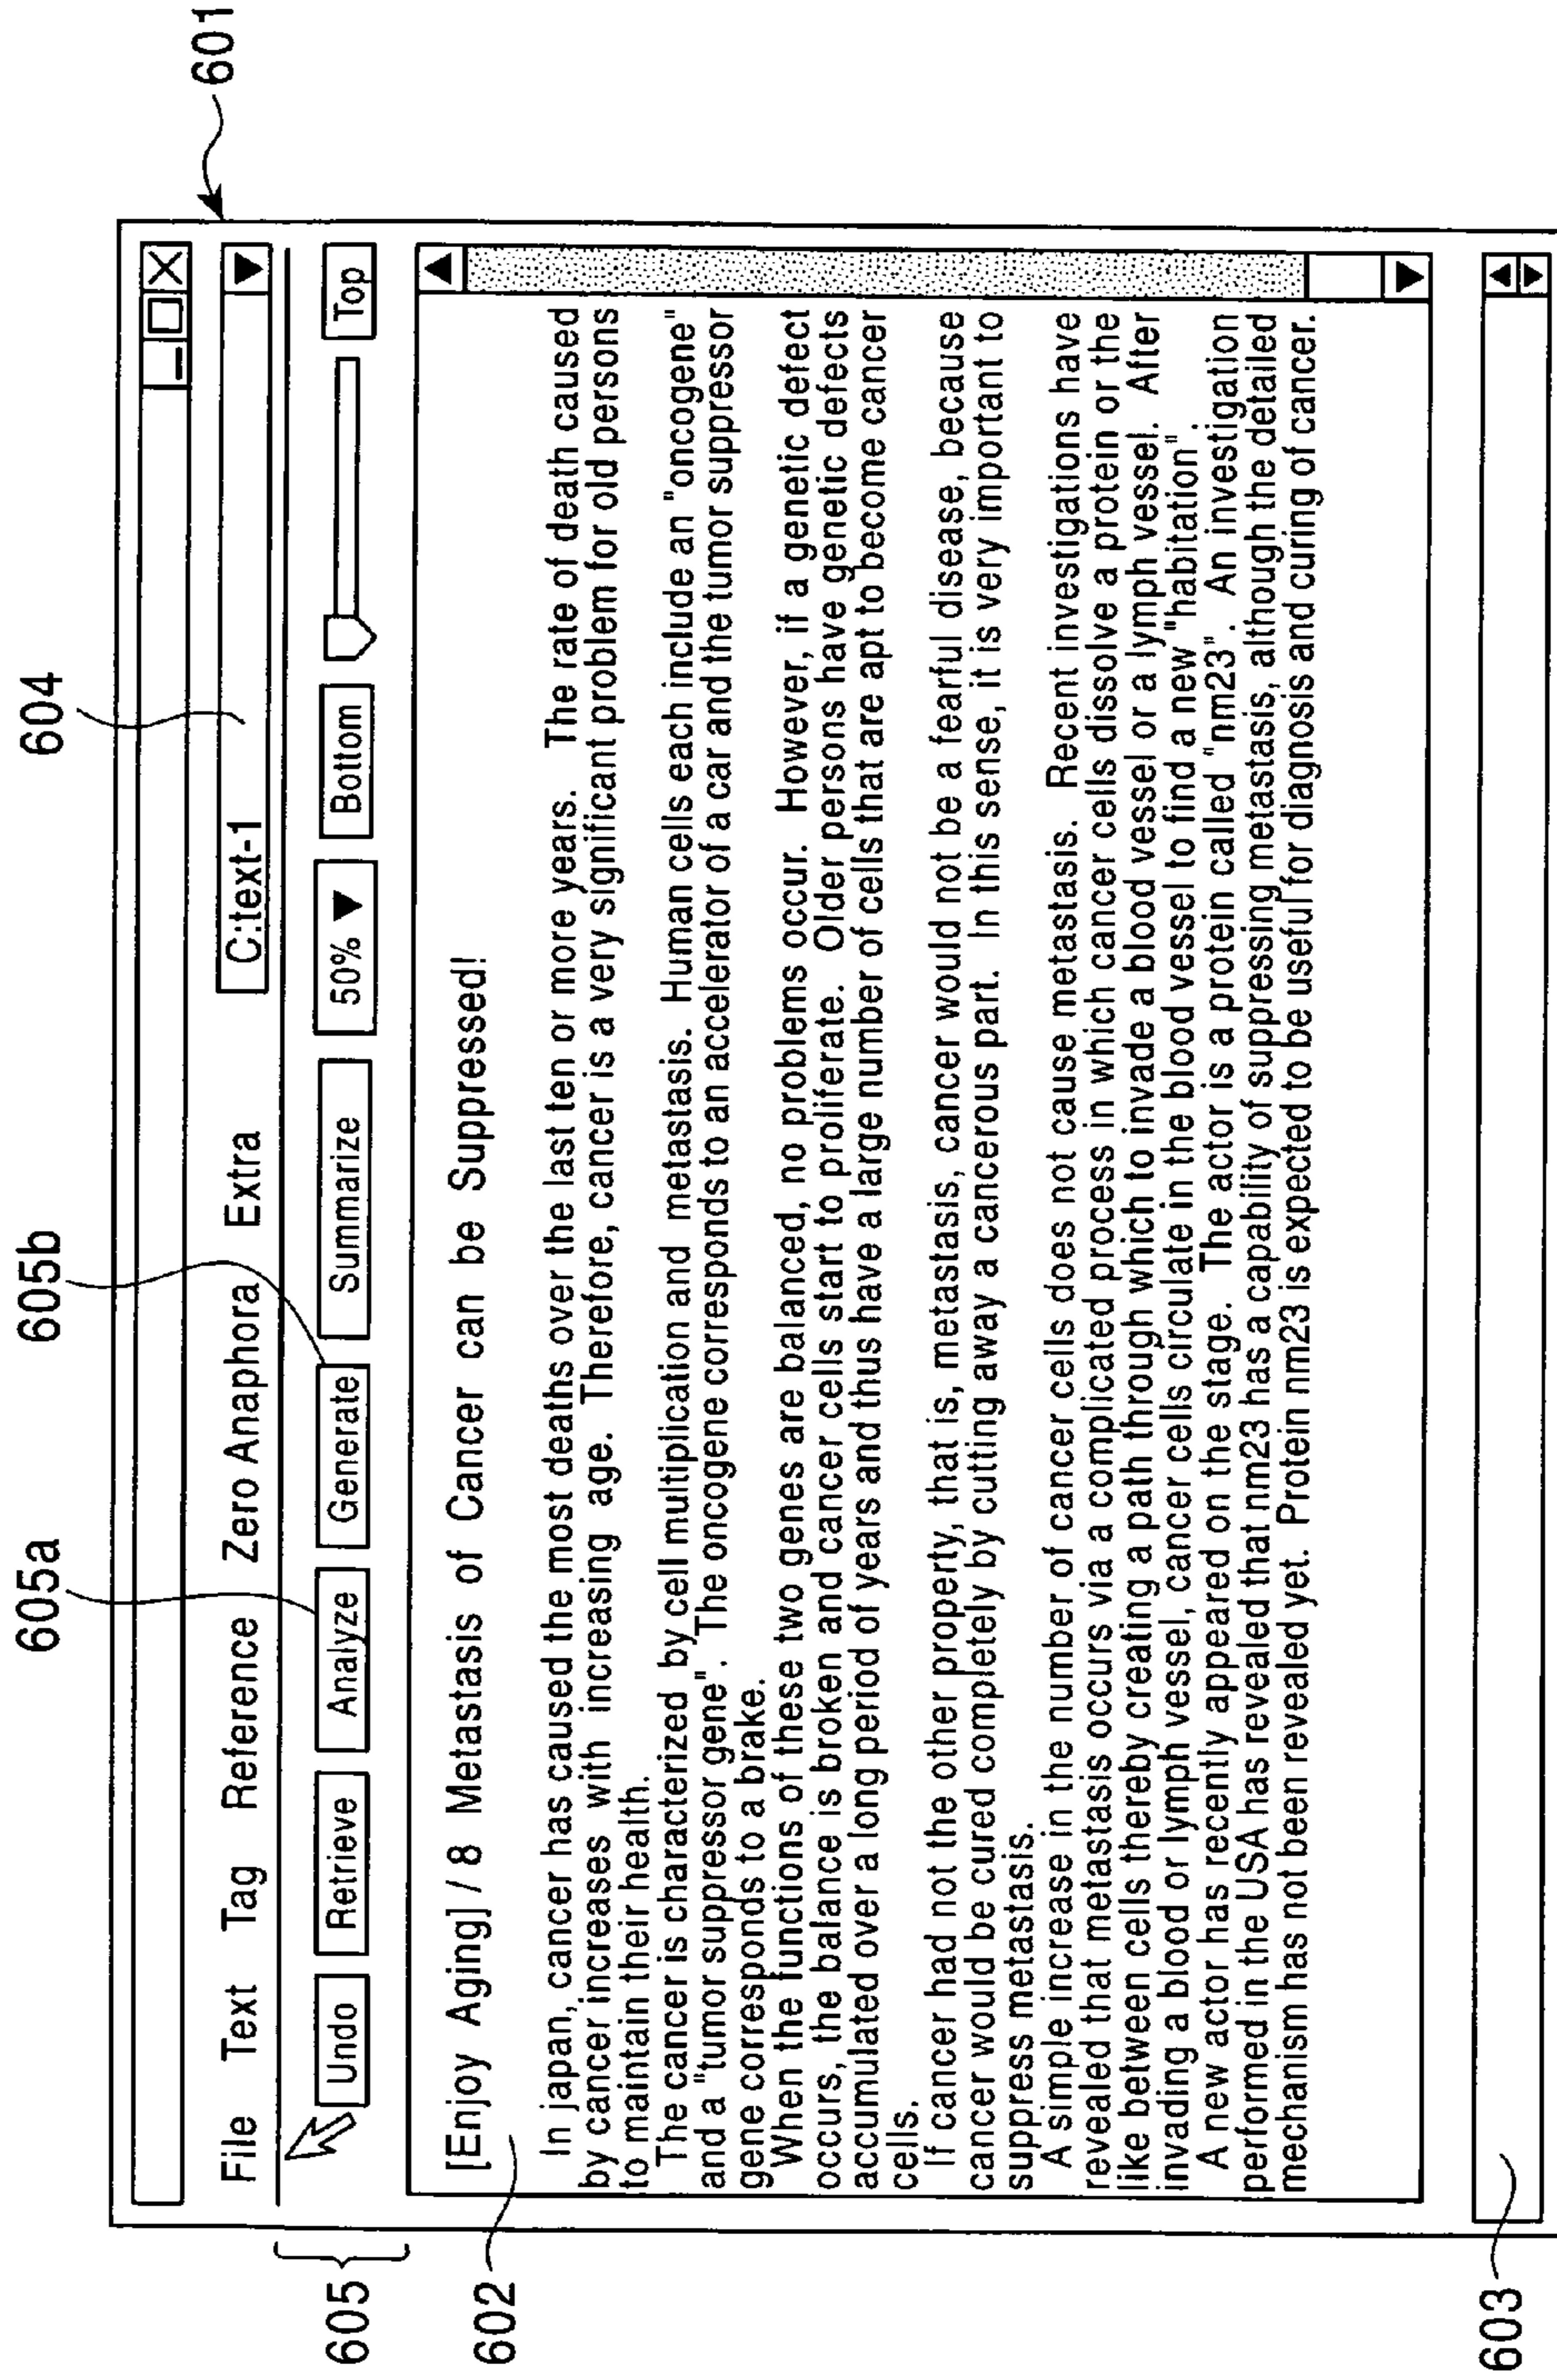 604
605b
605a
601
File Text Tag Reference Zero Anaphora Extra
C:text-1
605
Undo Retrieve Analyze Generate Summarize 50% ▼ Bottom Top
602
[Enjoy Aging] / 8 Metastasis of Cancer can be Suppressed!
In japan, cancer has caused the most deaths over the last ten or more years. The rate of death caused
by cancer increases with increasing age. Therefore, cancer is a very significant problem for old persons
to maintain their health.
The cancer is characterized by cell multiplication and metastasis. Human cells each include an "oncogene"
and a "tumor suppressor gene". The oncogene corresponds to an accelerator of a car and the tumor suppressor
gene corresponds to a brake.
When the functions of these two genes are balanced, no problems occur. However, if a genetic defect
occurs, the balance is broken and cancer cells start to proliferate. Older persons have genetic defects
accumulated over a long period of years and thus have a large number of cells that are apt to become cancer
cells.
If cancer had not the other property, that is, metastasis, cancer would not be a fearful disease, because
cancer would be cured completely by cutting away a cancerous part. In this sense, it is very important to
suppress metastasis.
A simple increase in the number of cancer cells does not cause metastasis. Recent investigations have
revealed that metastasis occurs via a complicated process in which cancer cells dissolve a protein or the
like between cells thereby creating a path through which to invade a blood vessel or a lymph vessel. After
invading a blood or lymph vessel, cancer cells circulate in the blood vessel to find a new "habitation".
A new actor has recently appeared on the stage. The actor is a protein called "nm23". An investigation
performed in the USA has revealed that nm23 has a capability of suppressing metastasis, although the detailed
mechanism has not been revealed yet. Protein nm23 is expected to be useful for diagnosis and curing of cancer.
603